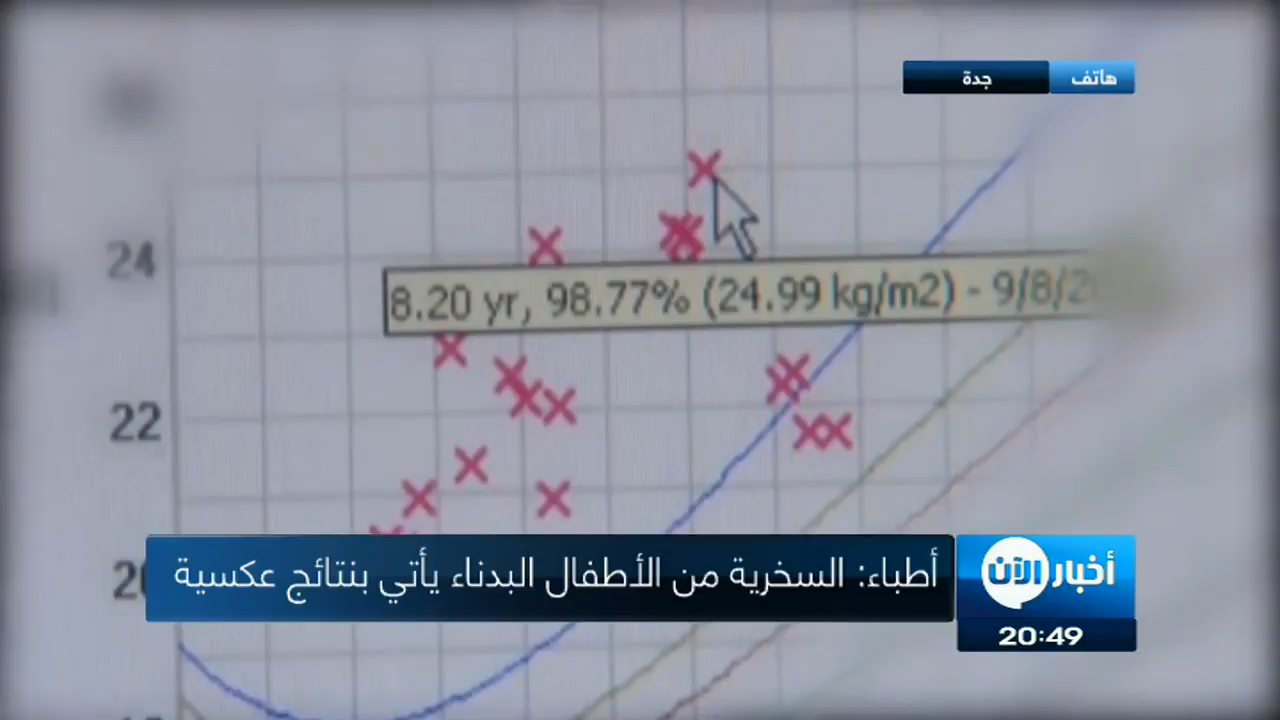 هاتف
جدة
24
8.20 yr, 98.77% (24.99 kg/m2) - 9/8/2
22
أطباء: السخرية من الأطفال البدناء يأتي بنتائج عكسية
أخبار الآن
20:49